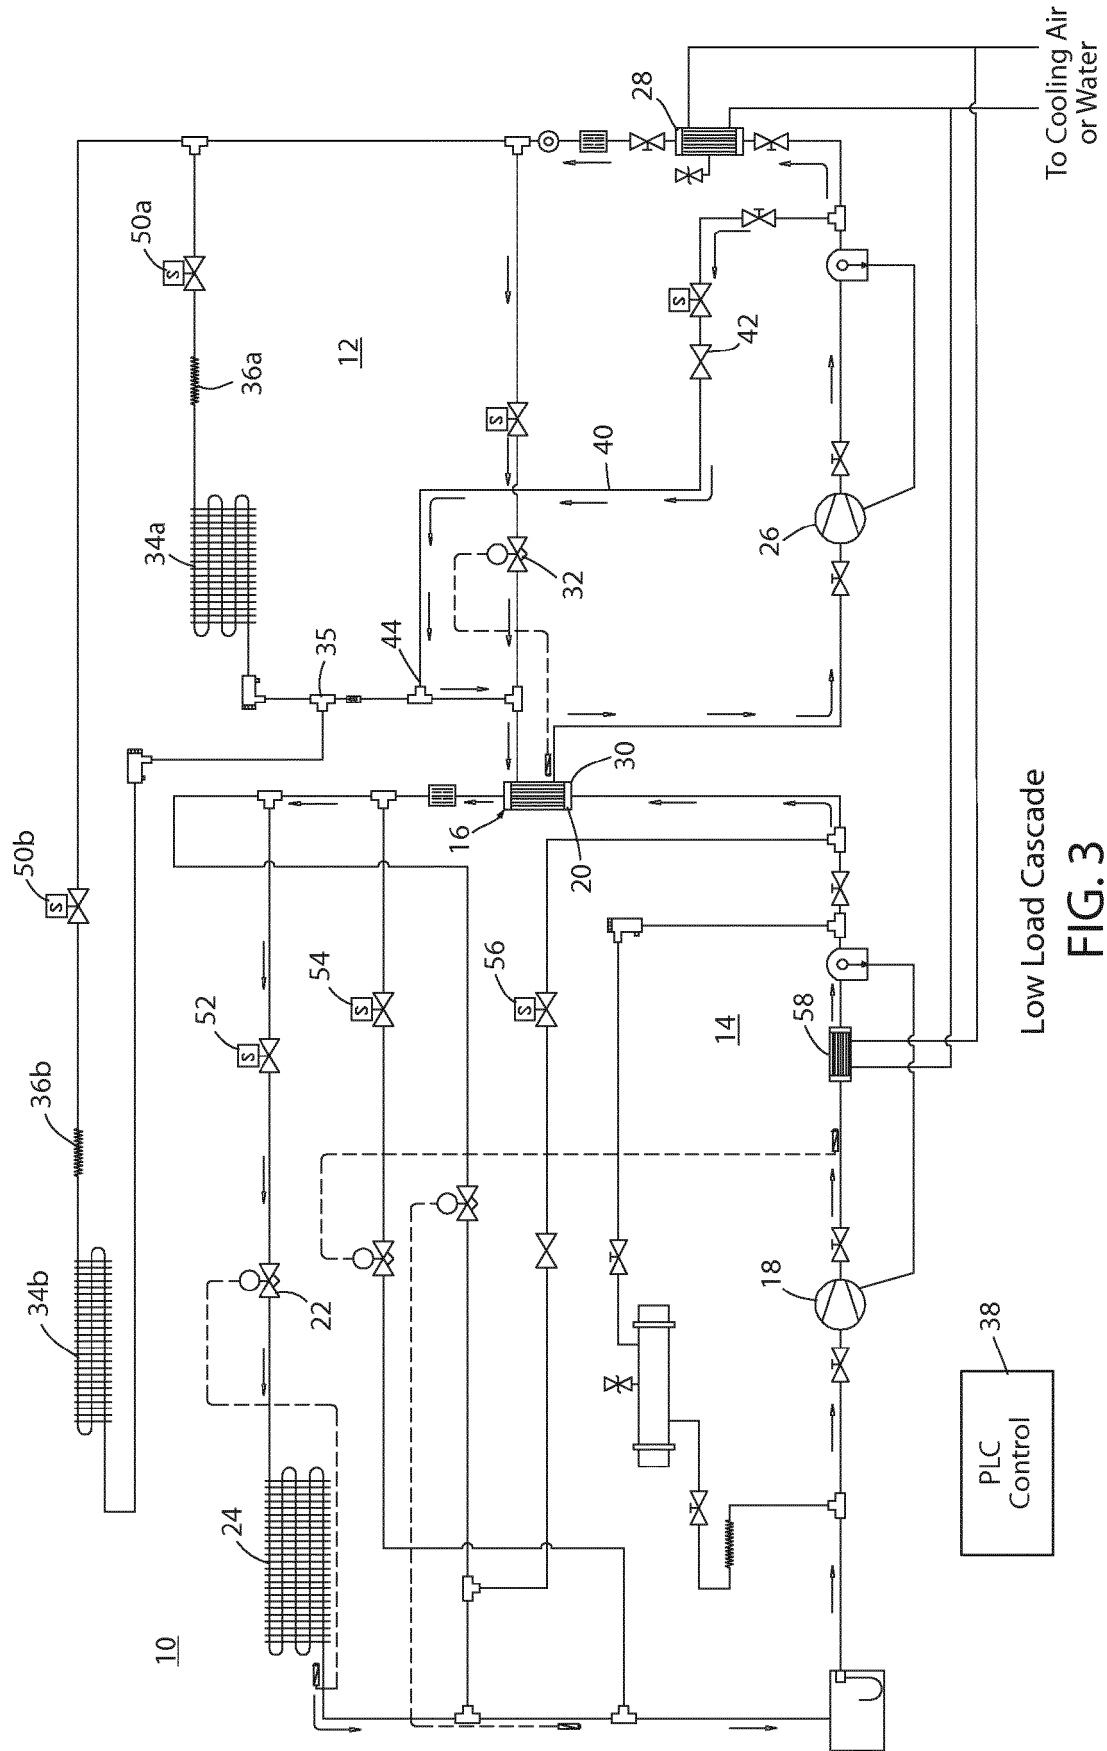 10
12
14
34b
36b
50b
50a
36a
34a
35
44
32
40
42
28
26
30
16
20
24
22
52
54
56
58
18
38
S
S
S
S
S
S
S
PLC
Control
To Cooling Air
or Water
Low Load Cascade
FIG. 3